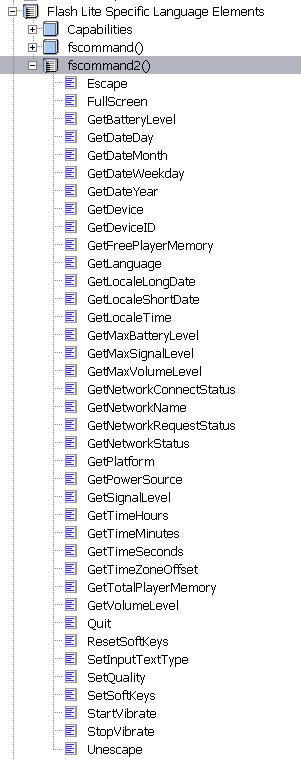 Flash Lite Specific Language Elements
Capabilities
fscommand()
fscommand2()
Escape
FullScreen
GetBatteryLevel
GetDateDay
GetDateMonth
GetDateWeekday
GetDateYear
GetDevice
GetDeviceID
GetFreePlayerMemory
GetLanguage
GetLocaleLongDate
GetLocaleShortDate
GetLocaleTime
GetMaxBatteryLevel
GetMaxSignalLevel
GetMaxVolumeLevel
GetNetworkConnectStatus
GetNetworkName
GetNetworkRequestStatus
GetNetworkStatus
GetPlatform
GetPowerSource
GetSignalLevel
GetTimeHours
GetTimeMinutes
GetTimeSeconds
GetTimeZoneOffset
GetTotalPlayerMemory
GetVolumeLevel
Quit
ResetSoftKeys
SetInputTextType
SetQuality
SetSoftKeys
StartVibrate
StopVibrate
Unescape